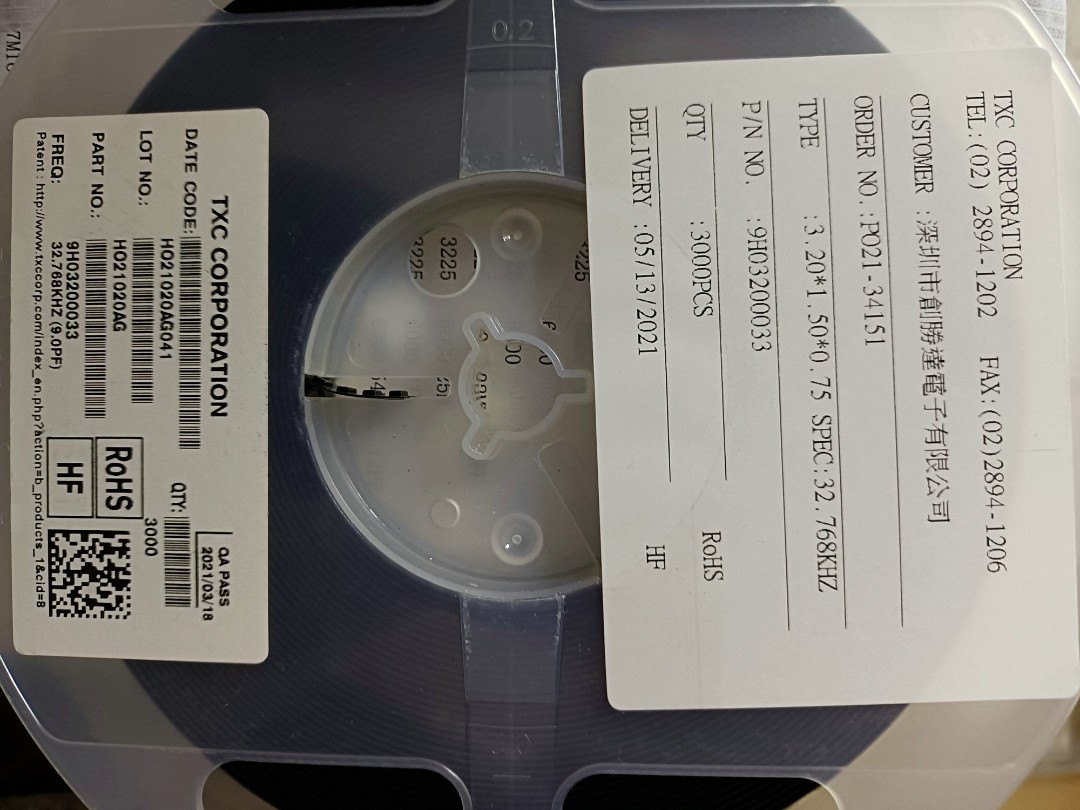 TXC CORPORATION
TEL:(02) 2894-1202 FAX:(02)2894-1206
CUSTOMER :深圳市創勝達電子有限公司
ORDER NO.:PO21-34151
TYPE :3.20*1.50*0.75 SPEC:32.768KHZ
P/N NO. :9H03200033
QTY :3000PCS RoHS
DELIVERY :05/13/2021 HF
TXC CORPORATION
QA PASS
2021/03/18
DATE CODE:
HO21020AG041
QTY:
3000
LOT NO.:
HO21020AG
PART NO.:
9H03200033
RoHS
HF
FREQ: 32.768KHZ (9.0PF)
Patent : http://www.txccorp.com/index_en.php?action=b_products_1&cid=8
0.2
3225
3225